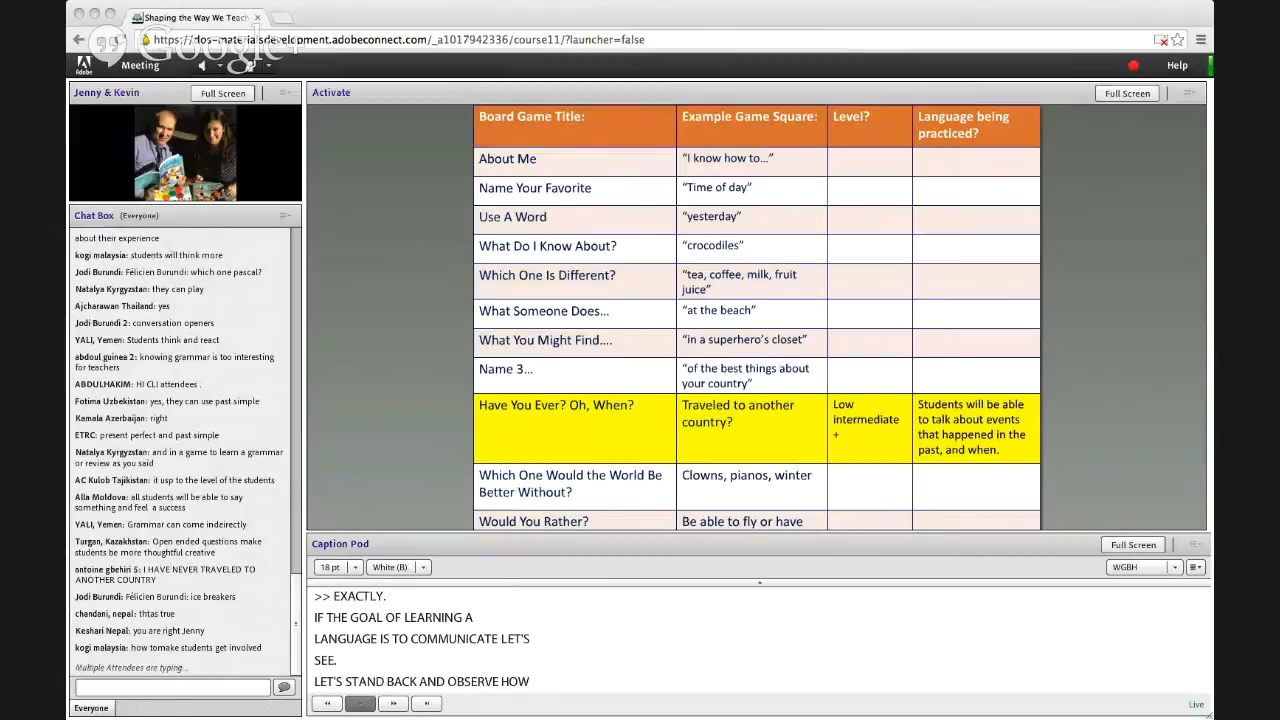 Shaping the Way We Teach
Google+
https://dos-materialsdevelopment.adobeconnect.com/_a1017942336/course11/?launcher=false
Adobe
Meeting
Help
Jenny & Kevin
Full Screen
Chat Box (Everyone)
about their experience
kogi malaysia: students will think more
Jodi Burundi: Félicien Burundi: which one pascal?
Natalya Kyrgyzstan: they can play
Ajcharawan Thailand: yes
Jodi Burundi 2: conversation openers
YALI, Yemen: Students think and react
abdoul guinea 2: knowing grammar is too interesting
for teachers
ABDULHAKIM: HI CLI attendees .
Fotima Uzbekistan: yes, they can use past simple
Kamala Azerbaijan: right
ETRC: present perfect and past simple
Natalya Kyrgyzstan: and in a game to learn a grammar
or review as you said
AC Kulob Tajikistan: it usp to the level of the students
Alla Moldova: all students will be able to say
something and feel a success
YALI, Yemen: Grammar can come indeirectly
Turgan, Kazakhstan: Open ended questions make
students be more thoughtful creative
antoine gbehiri 5: I HAVE NEVER TRAVELED TO
ANOTHER COUNTRY
Jodi Burundi: Félicien Burundi: ice breakers
chandani, nepal: thtas true
Keshari Nepal: you are right Jenny
kogi malaysia: how tomake students get involved
Multiple Attendees are typing...
Everyone
Activate
Full Screen
Board Game Title: Example Game Square: Level? Language being
practiced?
About Me "I know how to…"
Name Your Favorite "Time of day"
Use A Word "yesterday"
What Do I Know About? "crocodiles"
Which One Is Different? "tea, coffee, milk, fruit
juice"
What Someone Does… "at the beach"
What You Might Find…. "in a superhero's closet"
Name 3… "of the best things about
your country"
Have You Ever? Oh, When? Traveled to another
country?
Low
intermediate
+
Students will be able
to talk about events
that happened in the
past, and when.
Which One Would the World Be
Better Without?
Clowns, pianos, winter
Would You Rather? Be able to fly or have
Caption Pod
Full Screen
18 pt White (B) WGBH
>> EXACTLY.
IF THE GOAL OF LEARNING A
LANGUAGE IS TO COMMUNICATE LET'S
SEE.
LET'S STAND BACK AND OBSERVE HOW
Live